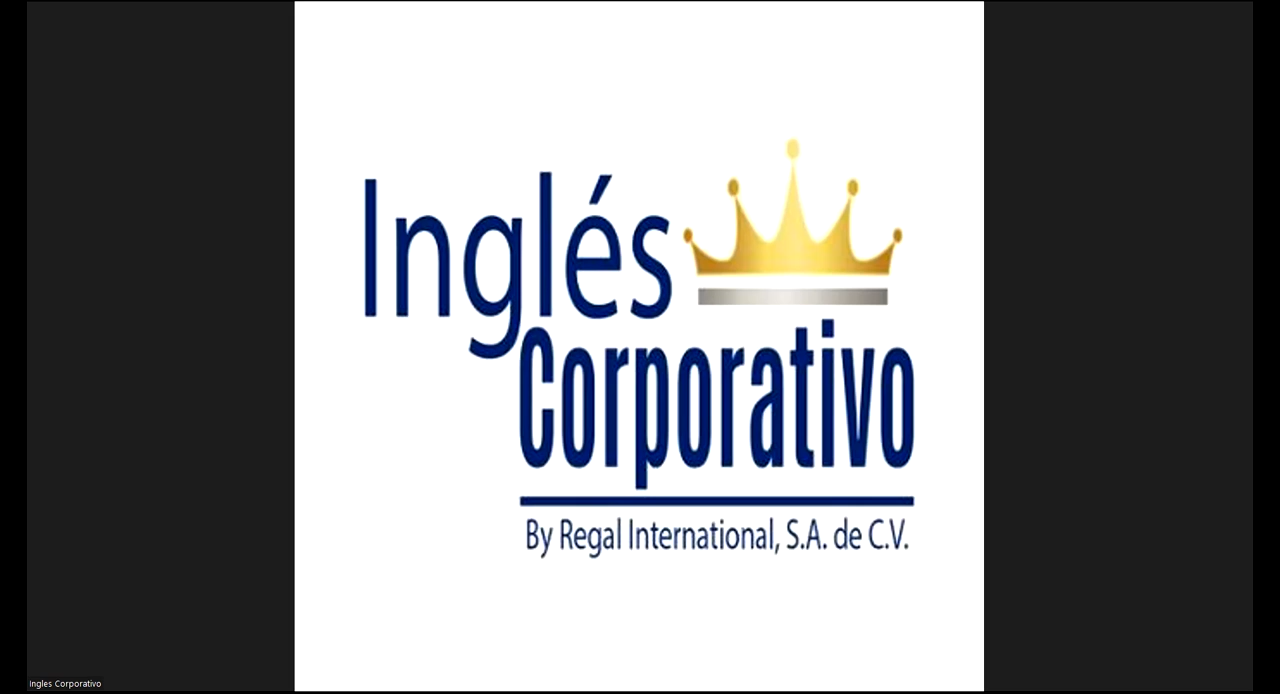 Inglés
Corporativo
By Regal International, S.A. de C.V.
Ingles Corporativo